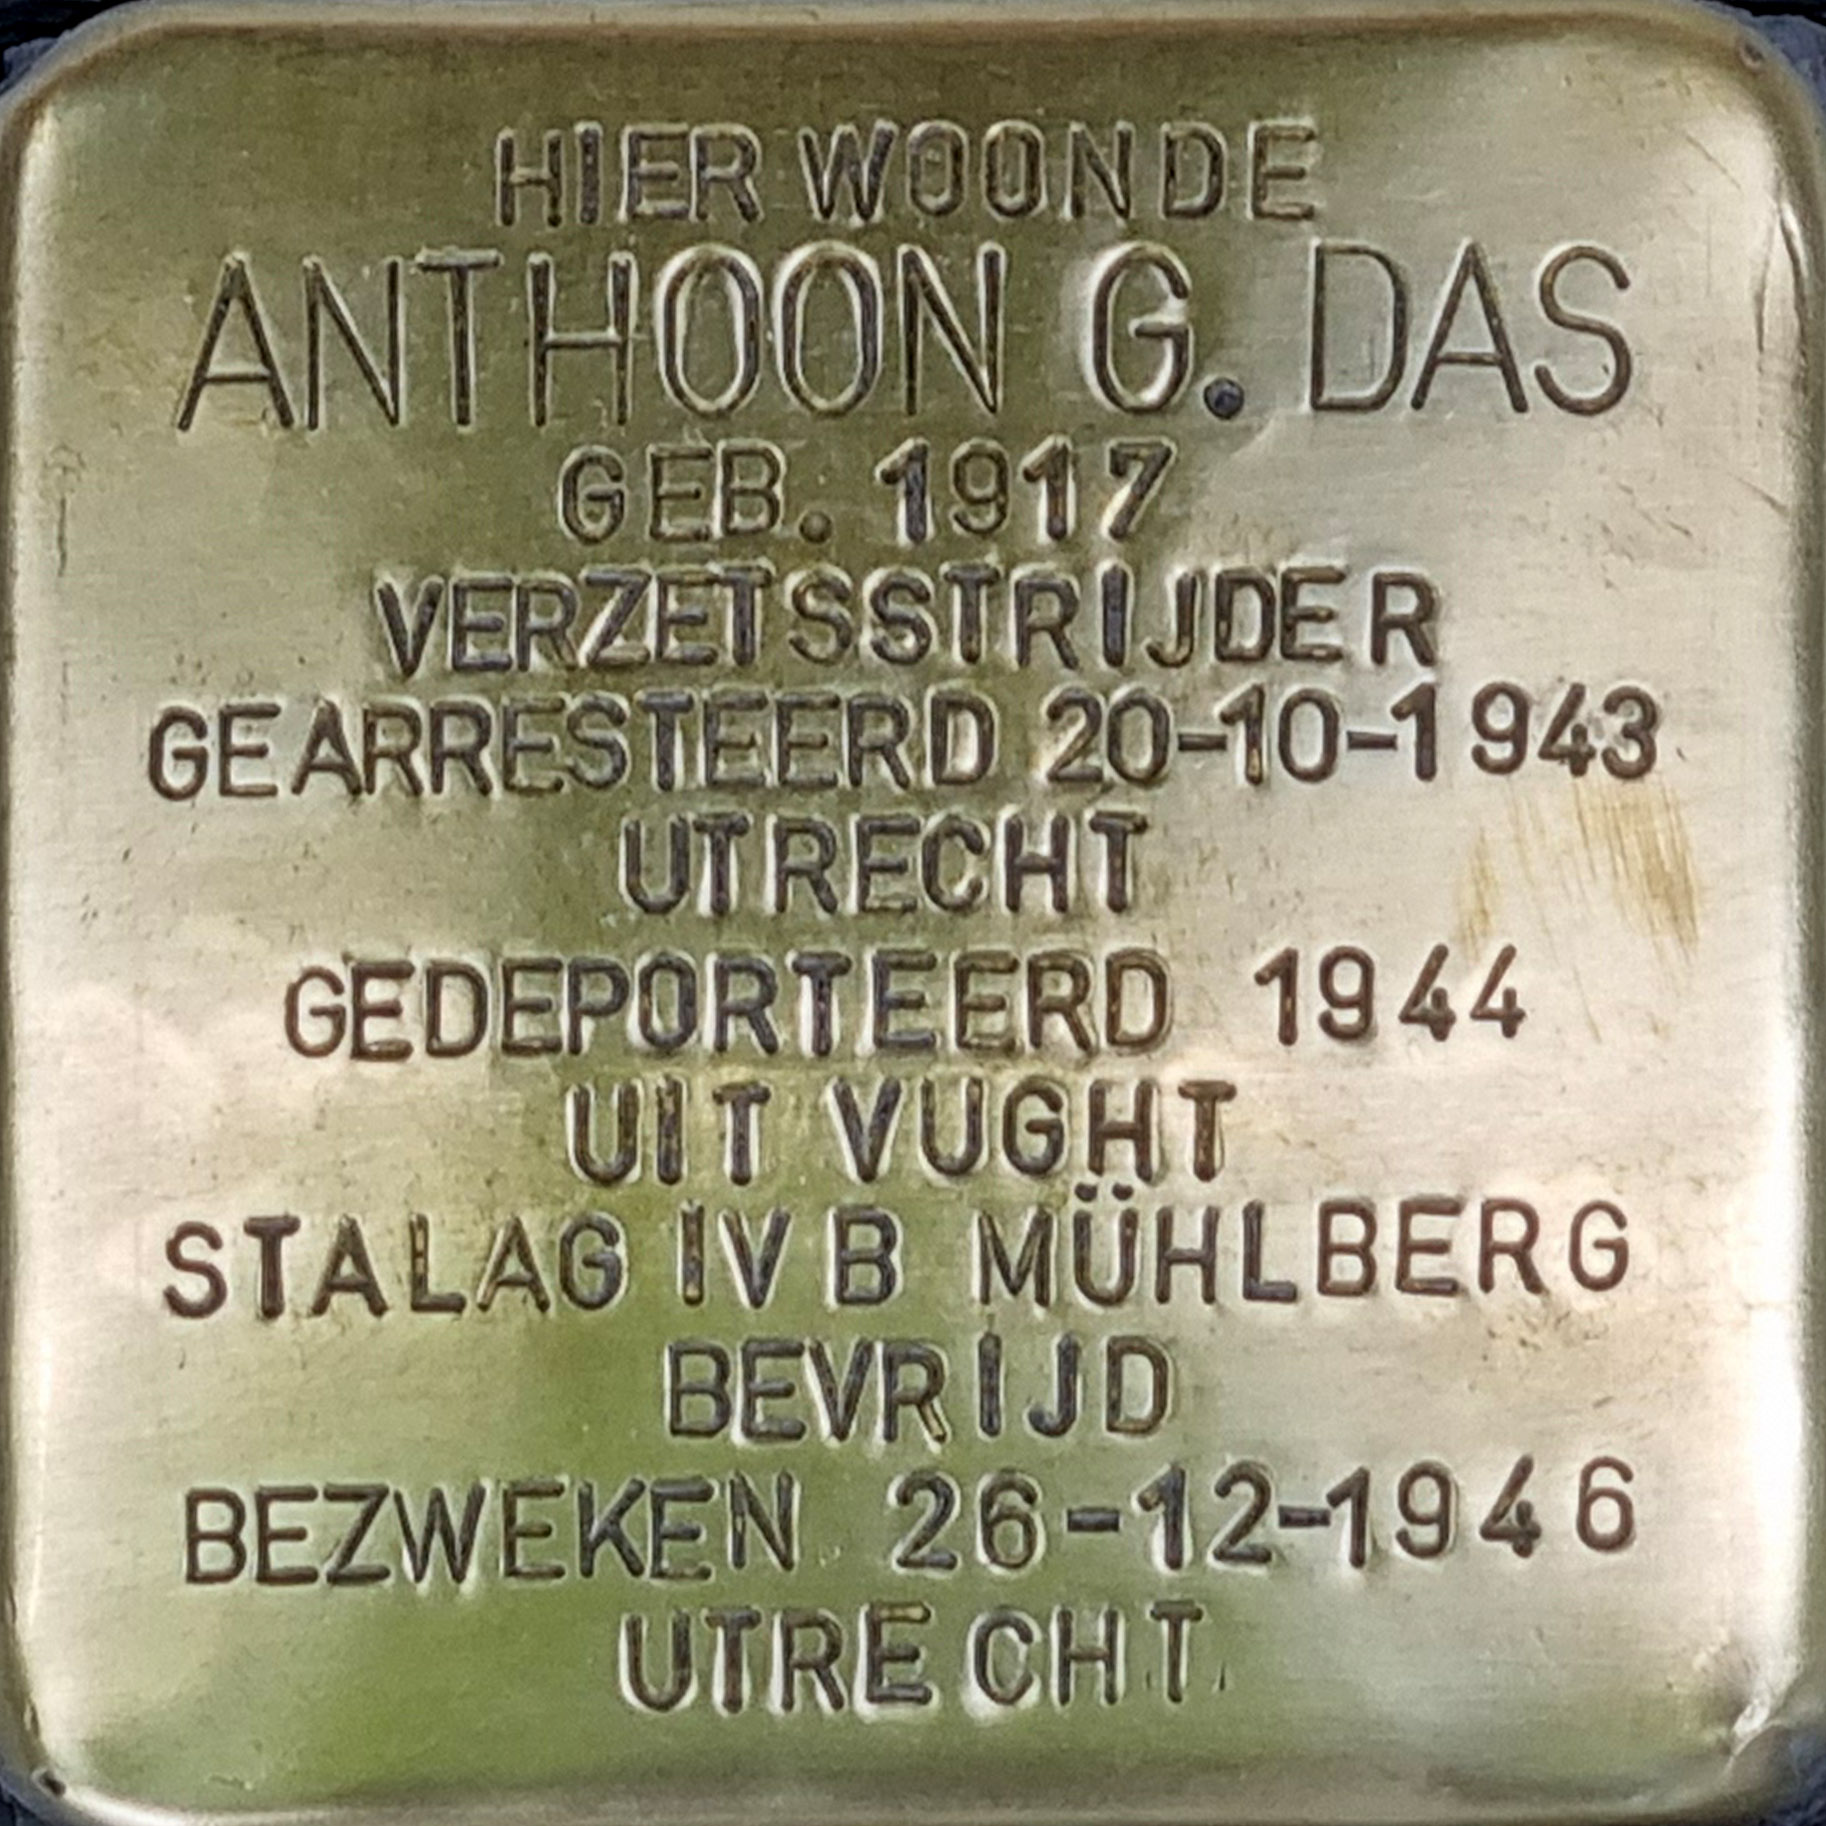 HIER WOONDE
ANTHOON G. DAS
GEB. 1917
VERZETSSTRIJDER
GEARRESTEERD 20-10-1943
UTRECHT
GEDEPORTEERD 1944
UIT VUGHT
STALAG IV B MÜHLBERG
BEVRIJD
BEZWEKEN 26-12-1946
UTRECHT